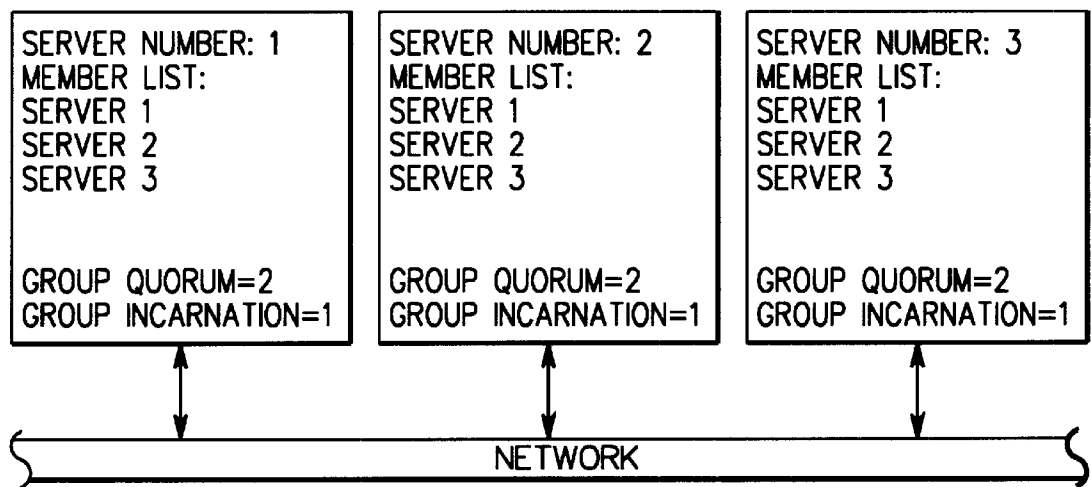 SERVER NUMBER: 1
MEMBER LIST:
SERVER 1
SERVER 2
SERVER 3
GROUP QUORUM=2
GROUP INCARNATION=1
SERVER NUMBER: 2
MEMBER LIST:
SERVER 1
SERVER 2
SERVER 3
GROUP QUORUM=2
GROUP INCARNATION=1
SERVER NUMBER: 3
MEMBER LIST:
SERVER 1
SERVER 2
SERVER 3
GROUP QUORUM=2
GROUP INCARNATION=1
NETWORK